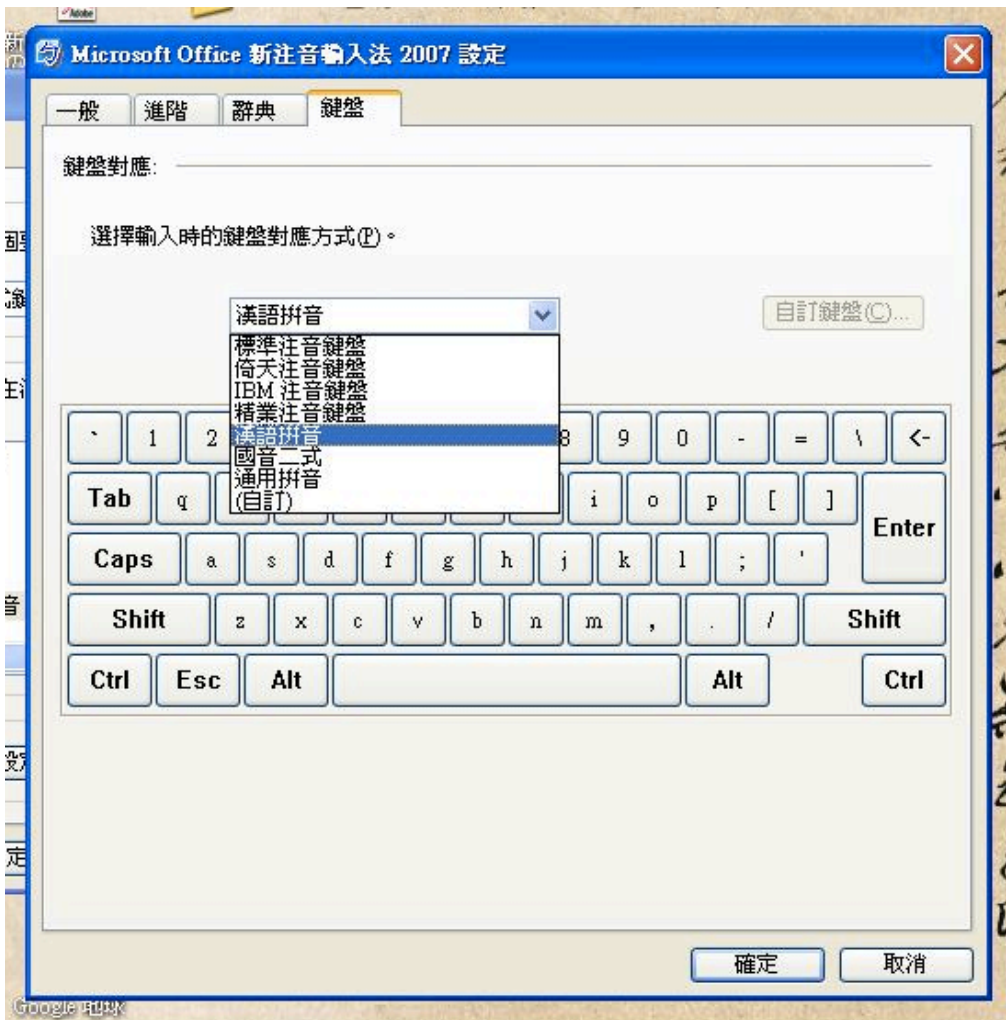 Adobe
Microsoft Office 新注音輸入法 2007 設定
一般 進階 辭典 鍵盤
鍵盤對應:
選擇輸入時的鍵盤對應方式(P)。
漢語拼音
自訂鍵盤(C)...
標準注音鍵盤
倚天注音鍵盤
IBM 注音鍵盤
精業注音鍵盤
漢語拼音
國音二式
通用拼音
(自訂)
` 1 2 8 9 0 - = \ <-
Tab q i o p [ ] Enter
Caps a s d f g h j k l ; '
Shift z x c v b n m , . / Shift
Ctrl Esc Alt Alt Ctrl
確定 取消
Google 地球